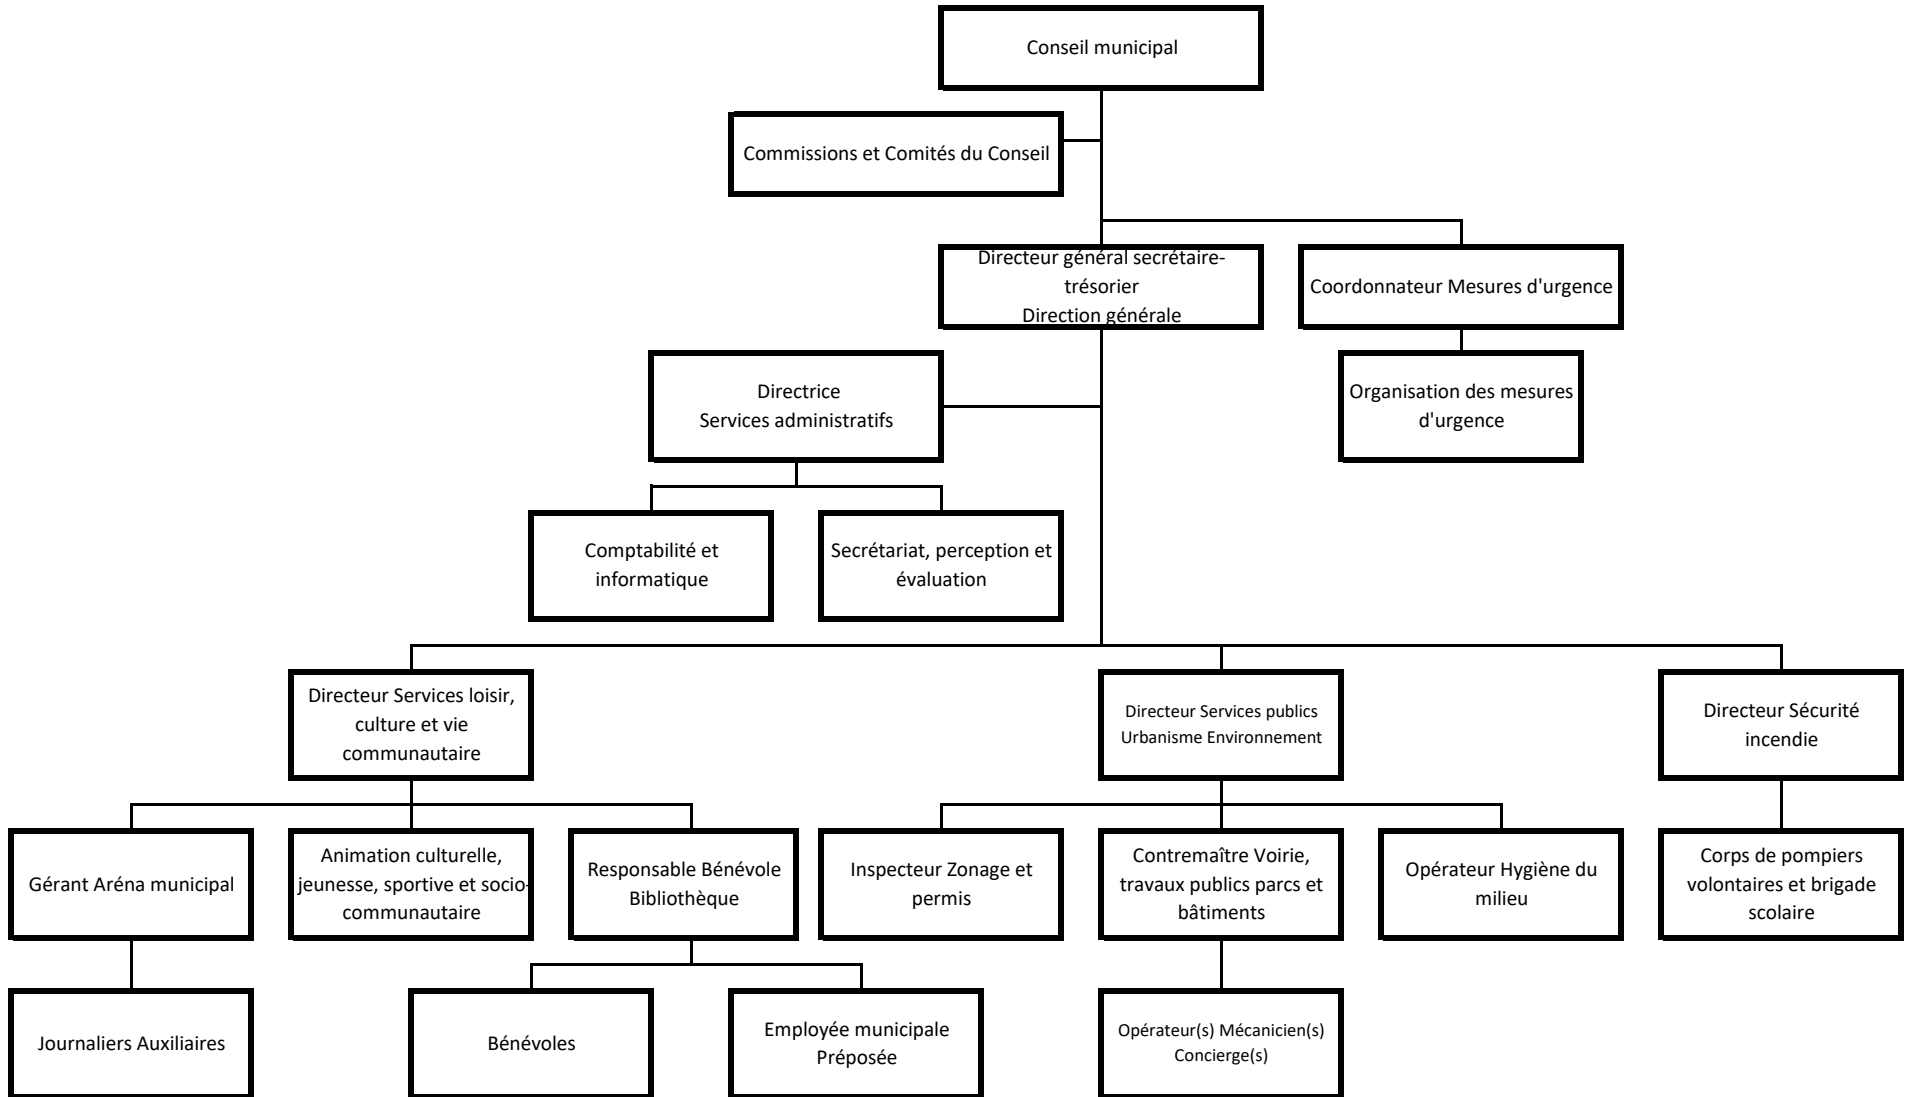 Conseil municipal
Commissions et Comités du Conseil
Directeur général secrétaire-
trésorier
Direction générale
Coordonnateur Mesures d'urgence
Directrice
Services administratifs
Organisation des mesures
d'urgence
Comptabilité et
informatique
Secrétariat, perception et
évaluation
Directeur Services loisir,
culture et vie
communautaire
Directeur Services publics
Urbanisme Environnement
Directeur Sécurité
incendie
Gérant Aréna municipal
Animation culturelle,
jeunesse, sportive et socio-
communautaire
Responsable Bénévole
Bibliothèque
Inspecteur Zonage et
permis
Contremaître Voirie,
travaux publics parcs et
bâtiments
Opérateur Hygiène du
milieu
Corps de pompiers
volontaires et brigade
scolaire
Journaliers Auxiliaires
Bénévoles
Employée municipale
Préposée
Opérateur(s) Mécanicien(s)
Concierge(s)